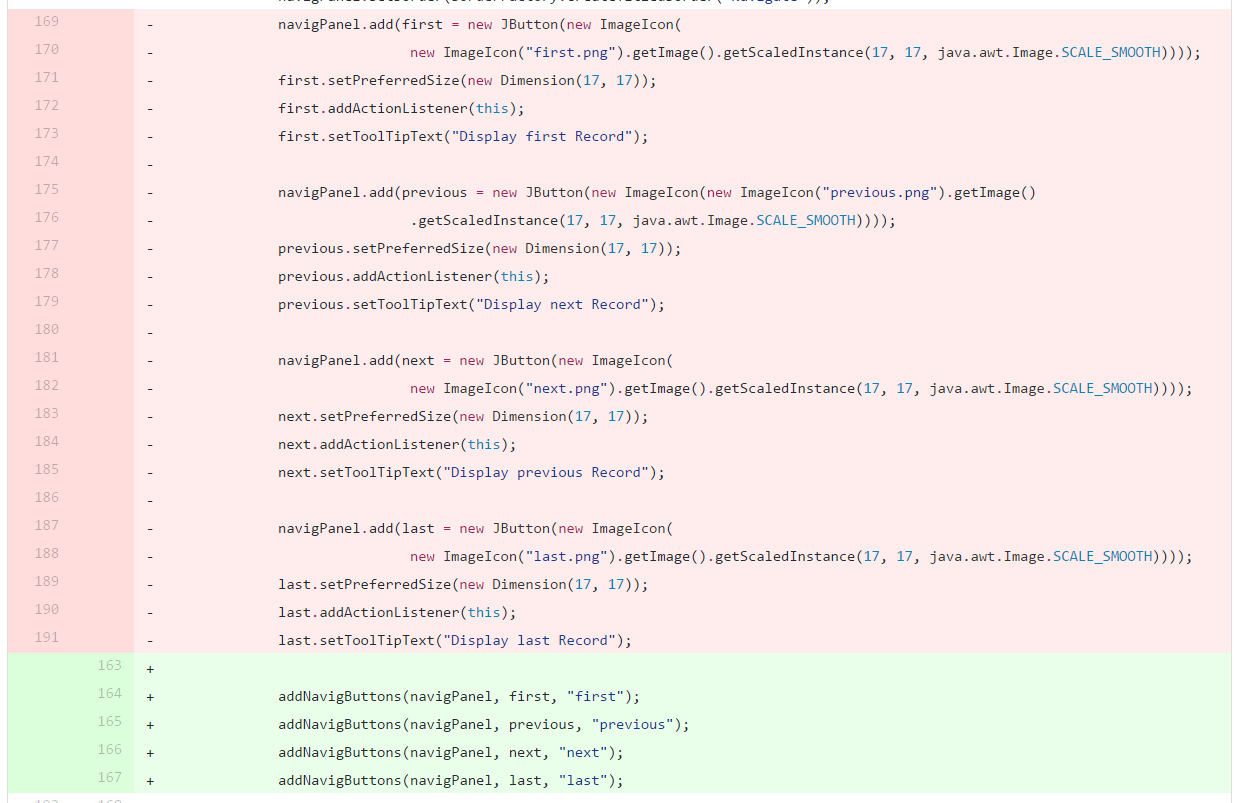 169 - navigPanel.add(first = new JButton(new ImageIcon(
170 - new ImageIcon("first.png").getImage().getScaledInstance(17, 17, java.awt.Image.SCALE_SMOOTH))));
171 - first.setPreferredSize(new Dimension(17, 17));
172 - first.addActionListener(this);
173 - first.setToolTipText("Display first Record");
174 -
175 - navigPanel.add(previous = new JButton(new ImageIcon(new ImageIcon("previous.png").getImage()
176 - .getScaledInstance(17, 17, java.awt.Image.SCALE_SMOOTH))));
177 - previous.setPreferredSize(new Dimension(17, 17));
178 - previous.addActionListener(this);
179 - previous.setToolTipText("Display next Record");
180 -
181 - navigPanel.add(next = new JButton(new ImageIcon(
182 - new ImageIcon("next.png").getImage().getScaledInstance(17, 17, java.awt.Image.SCALE_SMOOTH))));
183 - next.setPreferredSize(new Dimension(17, 17));
184 - next.addActionListener(this);
185 - next.setToolTipText("Display previous Record");
186 -
187 - navigPanel.add(last = new JButton(new ImageIcon(
188 - new ImageIcon("last.png").getImage().getScaledInstance(17, 17, java.awt.Image.SCALE_SMOOTH))));
189 - last.setPreferredSize(new Dimension(17, 17));
190 - last.addActionListener(this);
191 - last.setToolTipText("Display last Record");
163 +
164 + addNavigButtons(navigPanel, first, "first");
165 + addNavigButtons(navigPanel, previous, "previous");
166 + addNavigButtons(navigPanel, next, "next");
167 + addNavigButtons(navigPanel, last, "last");